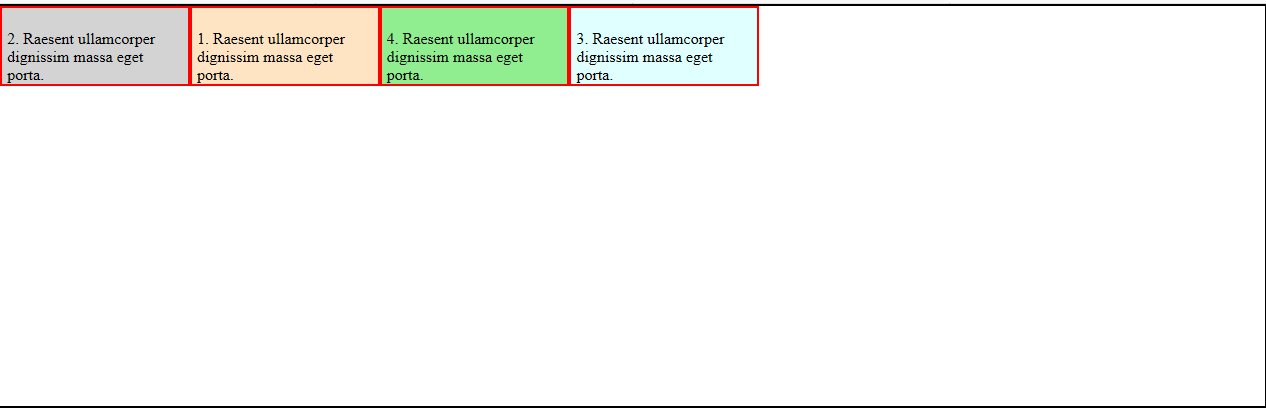 2. Raesent ullamcorper
dignissim massa eget
porta.
1. Raesent ullamcorper
dignissim massa eget
porta.
4. Raesent ullamcorper
dignissim massa eget
porta.
3. Raesent ullamcorper
dignissim massa eget
porta.